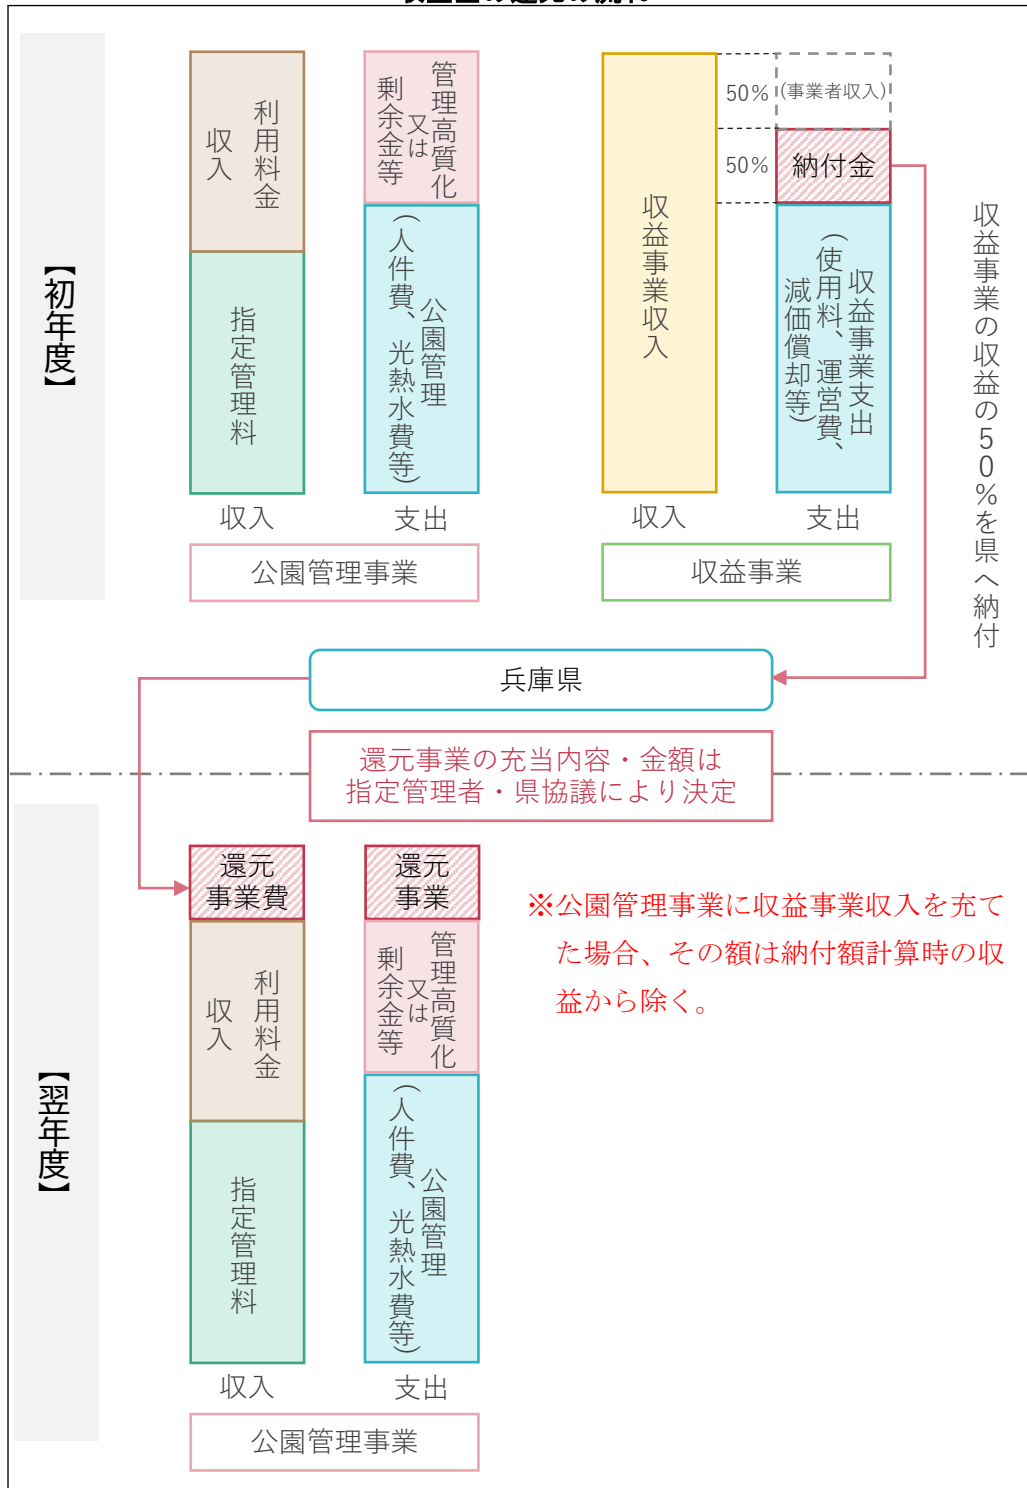 収益金の還元の流れ
【初年度】
利用料金
収入
指定管理料
収入
管理高質化
又は
剰余金等
公園管理
（人件費、光熱水費等）
支出
公園管理事業
収益事業収入
収入
50%
(事業者収入)
50%
納付金
収益事業支出
（使用料、運営費、
減価償却等）
支出
収益事業
収益事業の収益の50%を県へ納付
兵庫県
還元事業の充当内容・金額は
指定管理者・県協議により決定
【翌年度】
還元
事業費
利用料金
収入
指定管理料
収入
還元
事業
管理高質化
又は
剰余金等
公園管理
（人件費、光熱水費等）
支出
公園管理事業
※公園管理事業に収益事業収入を充て
た場合、その額は納付額計算時の収
益から除く。